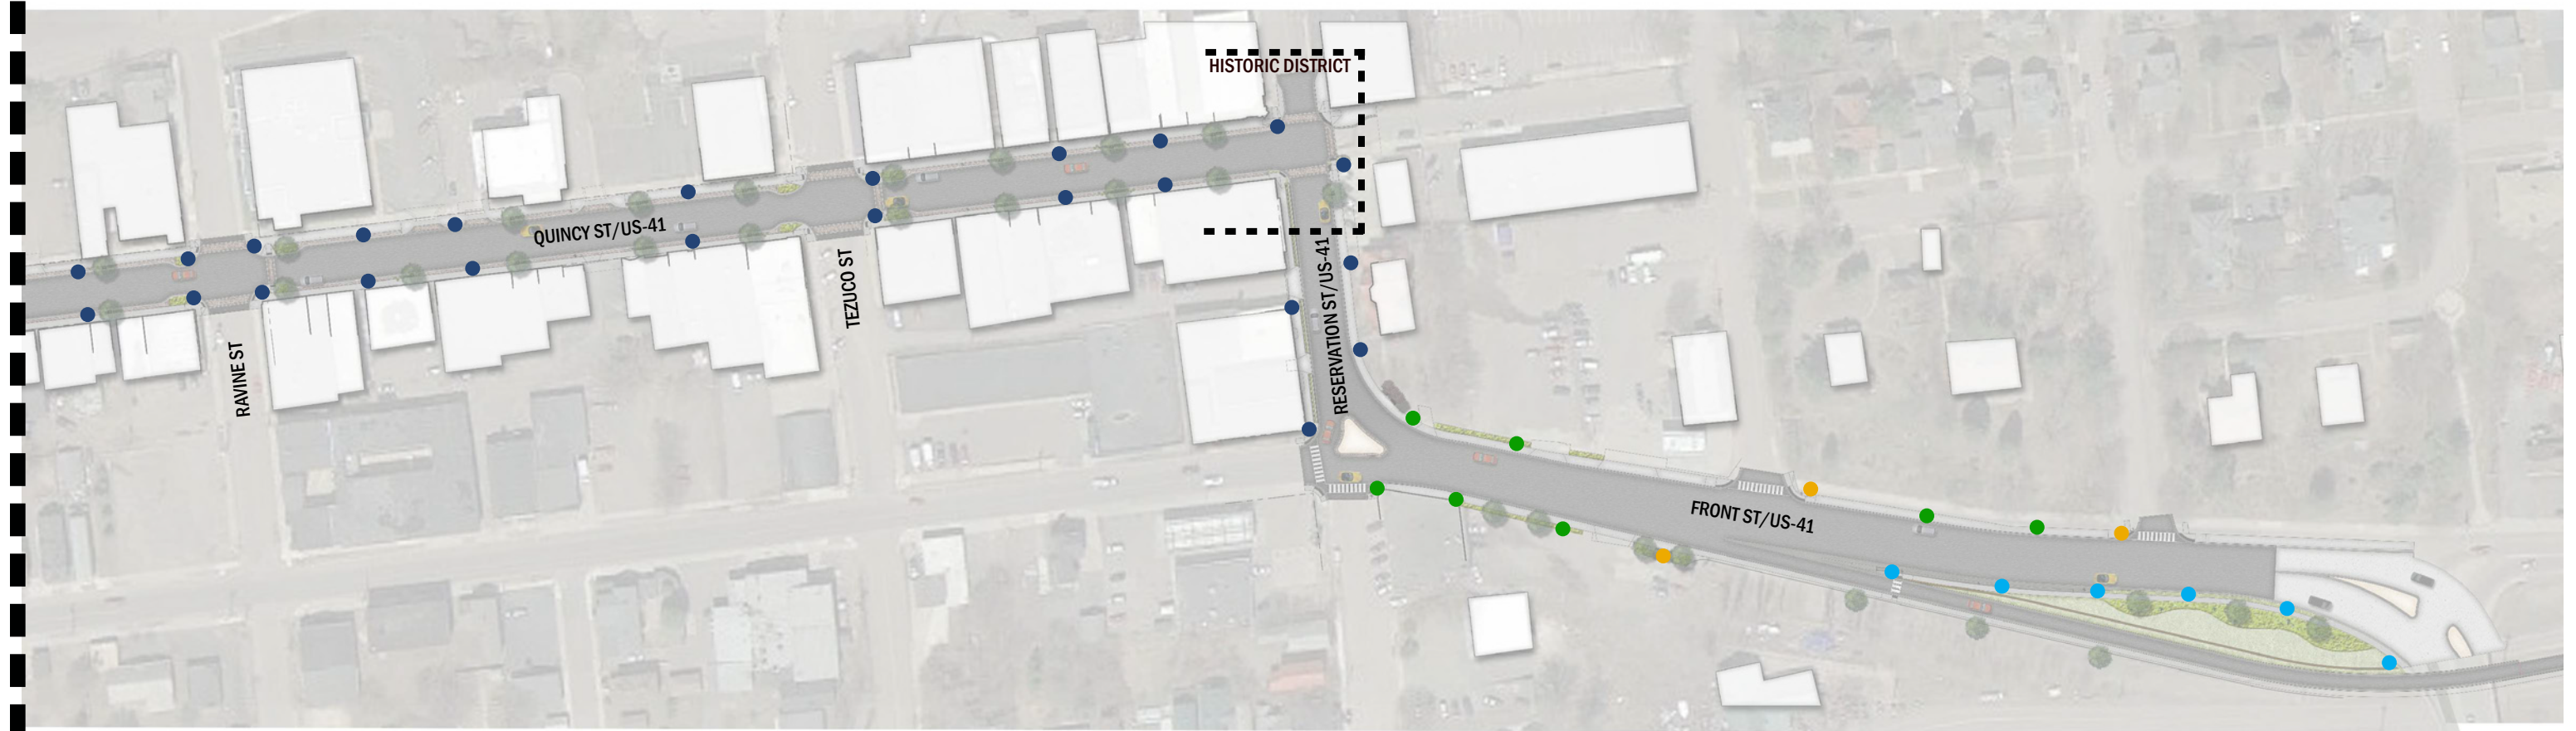 HISTORIC DISTRICT
QUINCY ST/US-41
TEZUCO ST
RESERVATION ST/US-41
RAVINE ST
FRONT ST/US-41